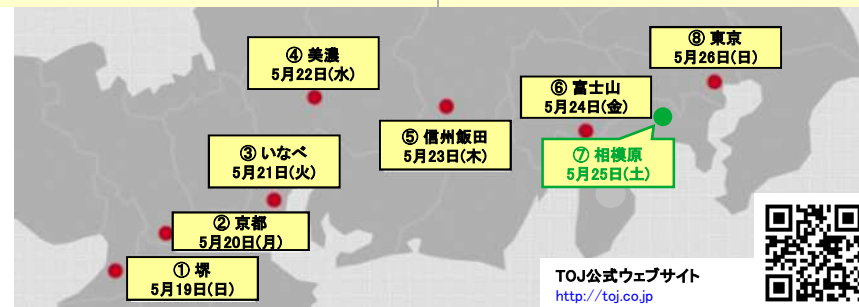 ④ 美濃
5月22日(水)
⑧ 東京
5月26日(日)
⑥ 富士山
5月24日(金)
⑤ 信州飯田
5月23日(木)
③ いなべ
5月21日(火)
⑦ 相模原
5月25日(土)
② 京都
5月20日(月)
① 堺
5月19日(日)
TOJ公式ウェブサイト
http://toj.co.jp